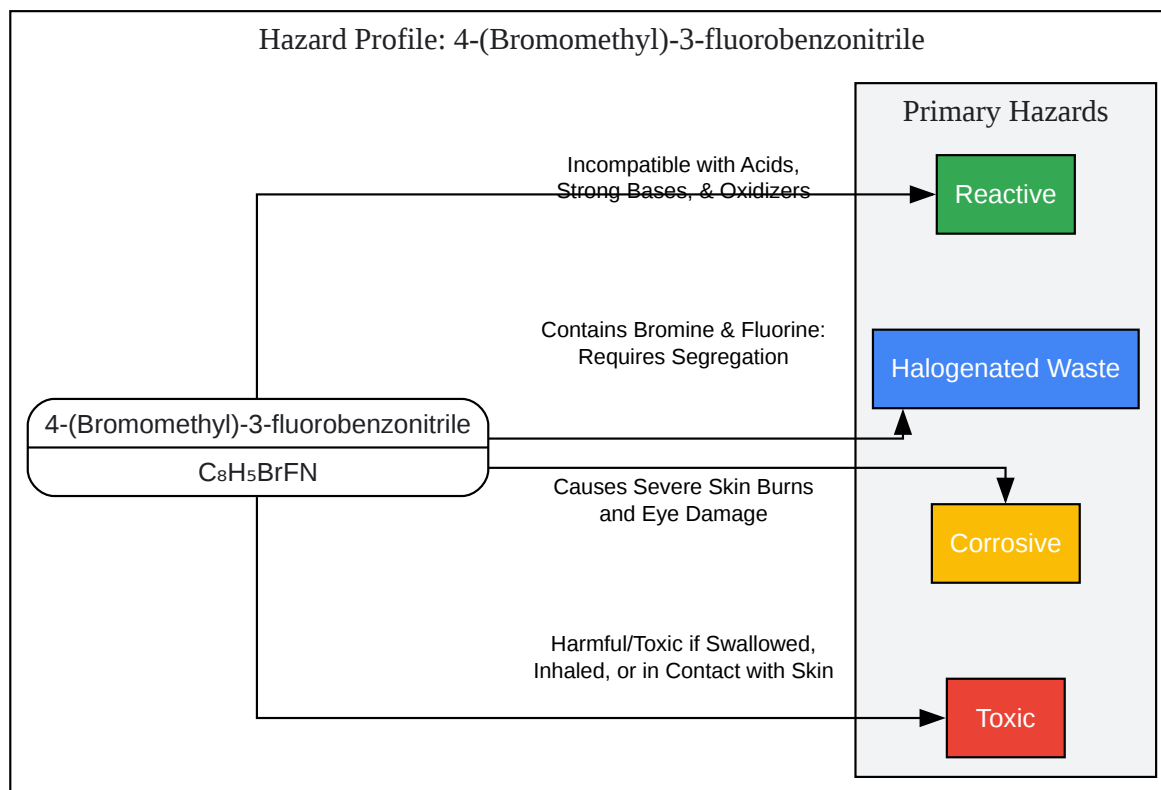 Hazard Profile: 4-(Bromomethyl)-3-fluorobenzonitrile
Primary Hazards
Incompatible with Acids,
Strong Bases, & Oxidizers
Reactive
Contains Bromine & Fluorine:
Requires Segregation
Halogenated Waste
4-(Bromomethyl)-3-fluorobenzonitrile
C₈H₅BrFN
Causes Severe Skin Burns
and Eye Damage
Corrosive
Harmful/Toxic if Swallowed,
Inhaled, or in Contact with Skin
Toxic